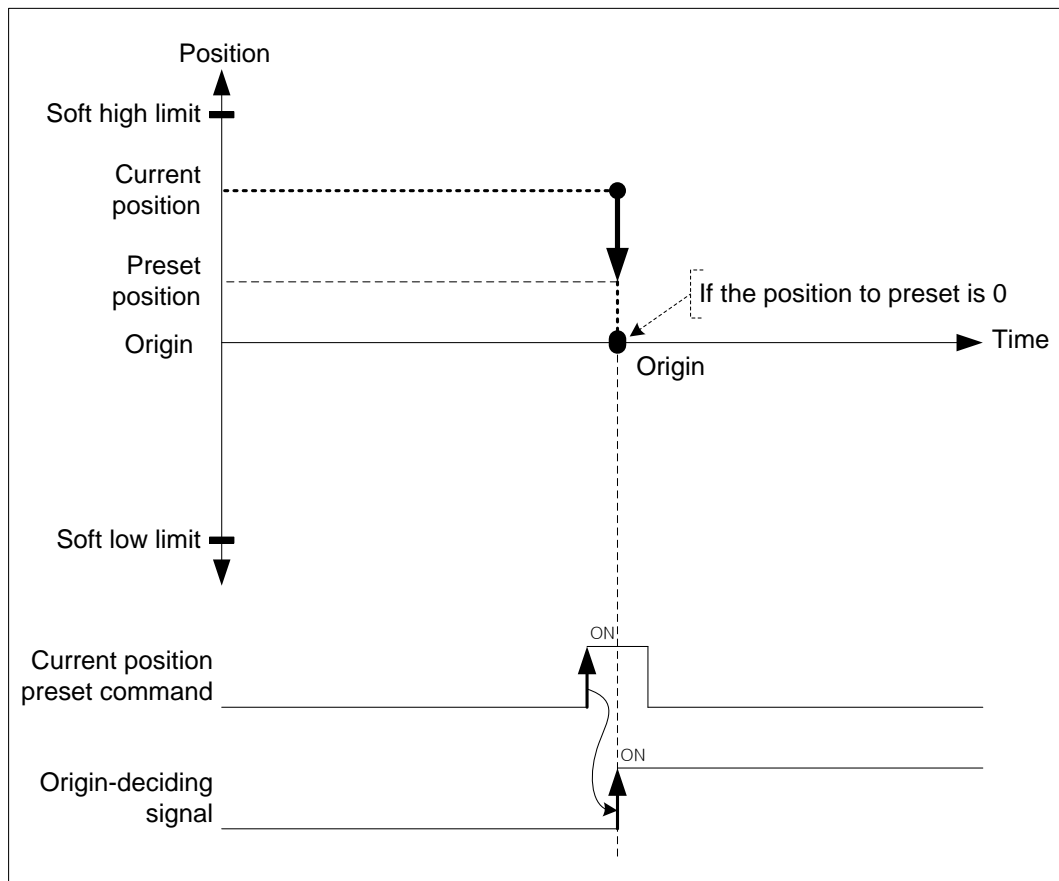 Position
Soft high limit
Current
position
Preset
position
If the position to preset is 0
Origin
Time
Origin
Soft low limit
ON
Current position
preset command
ON
Origin-deciding
signal